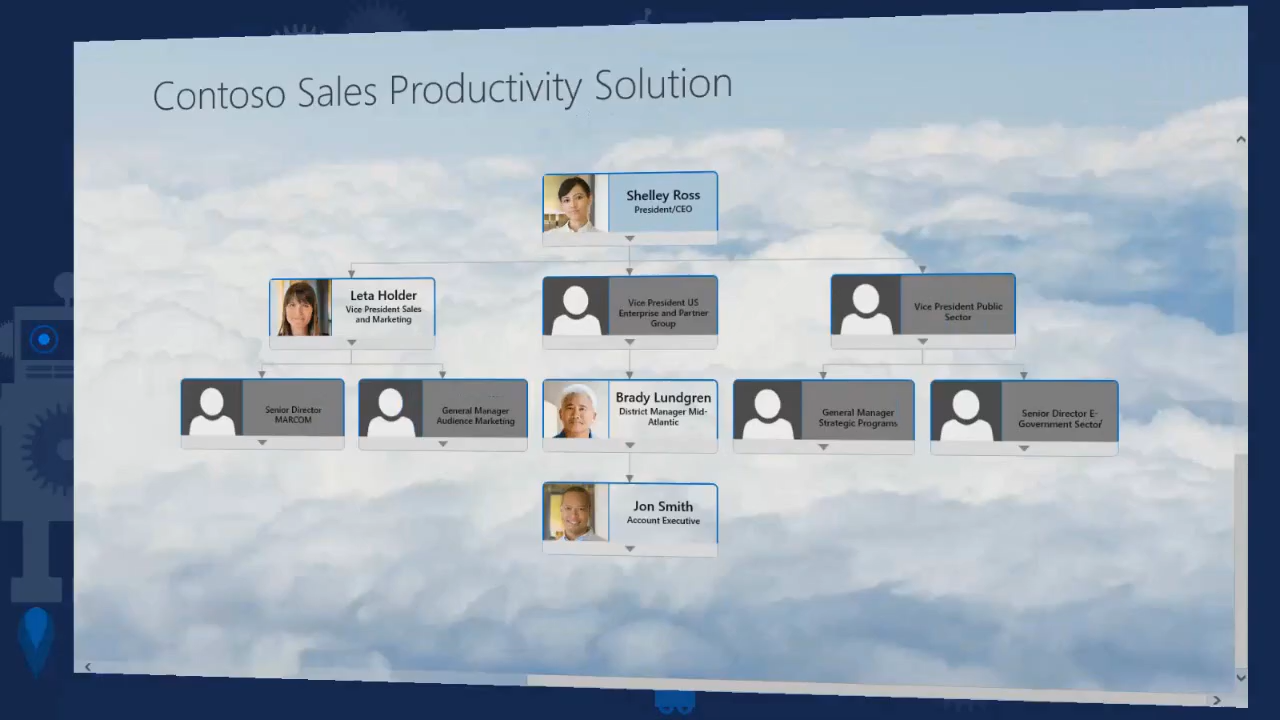 Contoso Sales Productivity Solution
Shelley Ross
President/CEO
Leta Holder
Vice President Sales
and Marketing
Vice President US
Enterprise and Partner
Group
Vice President Public
Sector
Senior Director
MARCOM
General Manager
Audience Marketing
Brady Lundgren
District Manager Mid-
Atlantic
General Manager
Strategic Programs
Senior Director E-
Government Sector
Jon Smith
Account Executive